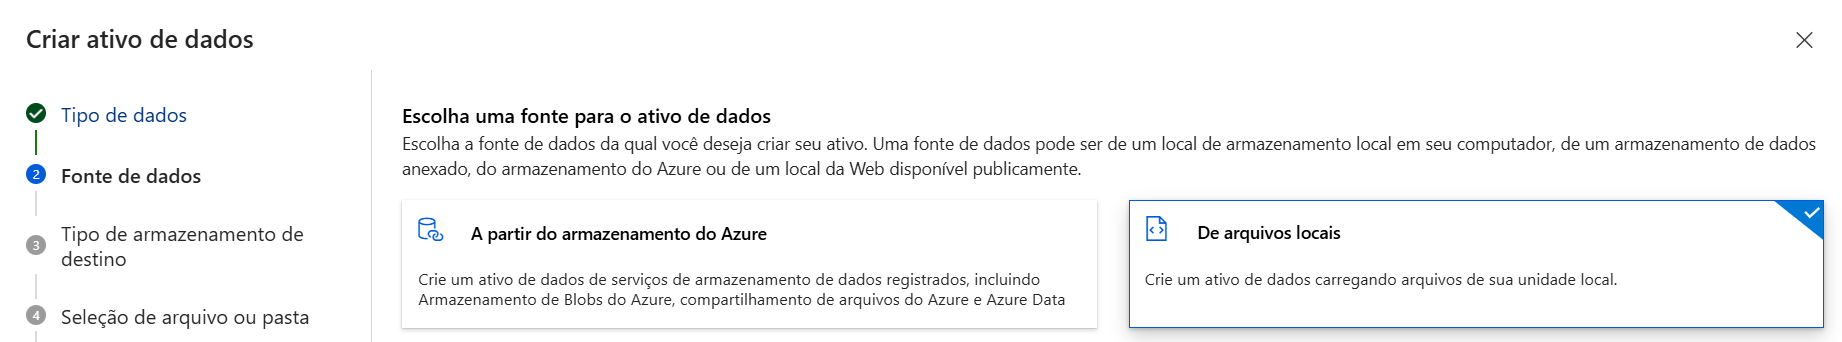 Criar ativo de dados
Tipo de dados
2 Fonte de dados
3 Tipo de armazenamento de
destino
4 Seleção de arquivo ou pasta
Escolha uma fonte para o ativo de dados
Escolha a fonte de dados da qual você deseja criar seu ativo. Uma fonte de dados pode ser de um local de armazenamento local em seu computador, de um armazenamento de dados
anexado, do armazenamento do Azure ou de um local da Web disponível publicamente.
A partir do armazenamento do Azure
Crie um ativo de dados de serviços de armazenamento de dados registrados, incluindo
Armazenamento de Blobs do Azure, compartilhamento de arquivos do Azure e Azure Data
De arquivos locais
Crie um ativo de dados carregando arquivos de sua unidade local.